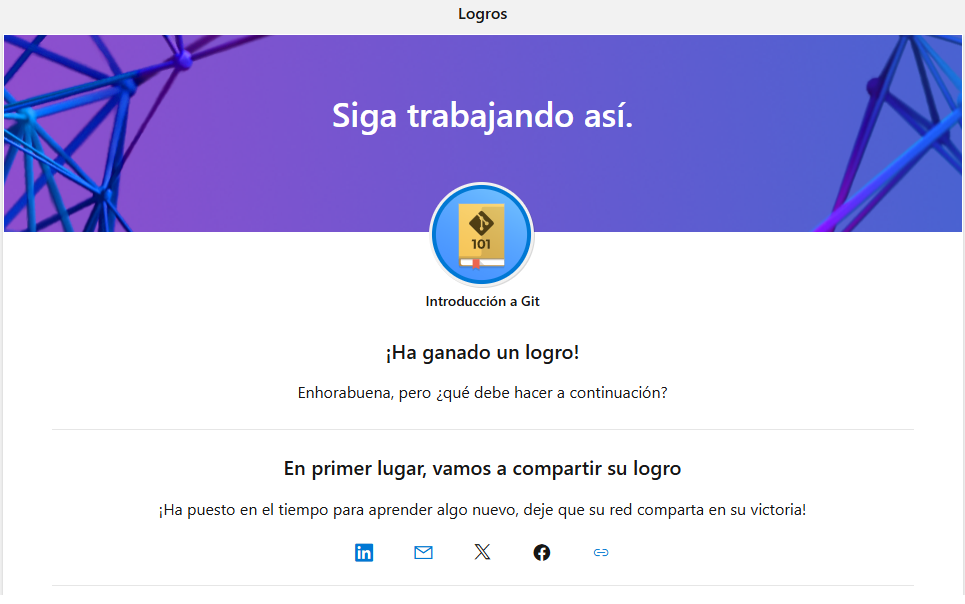 Logros
Siga trabajando así.
101
Introducción a Git
¡Ha ganado un logro!
Enhorabuena, pero ¿qué debe hacer a continuación?
En primer lugar, vamos a compartir su logro
¡Ha puesto en el tiempo para aprender algo nuevo, deje que su red comparta en su victoria!
in